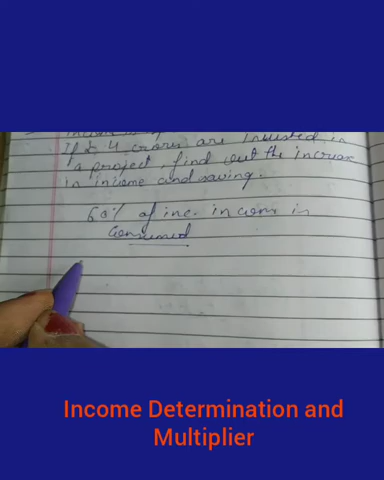 If ₹ 4 crores are invested in
a project, find out the increase
in income and saving.
60% of inc. in income is
Consumed
Income Determination and
Multiplier